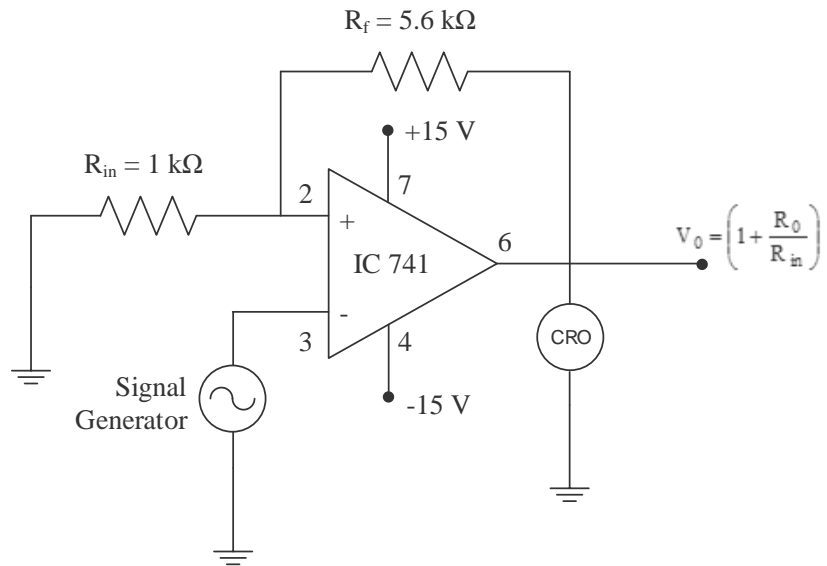 R_f = 5.6 kΩ
+15 V
R_in = 1 kΩ
2
7
+
6
V_0 = (1 + R_0/R_in)
IC 741
-
3
4
CRO
Signal
Generator
-15 V